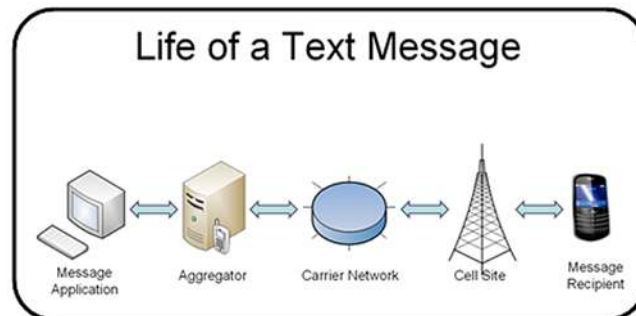 Life of a Text Message
Message
Application
Aggregator
Carrier Network
Cell Site
Message
Recipient